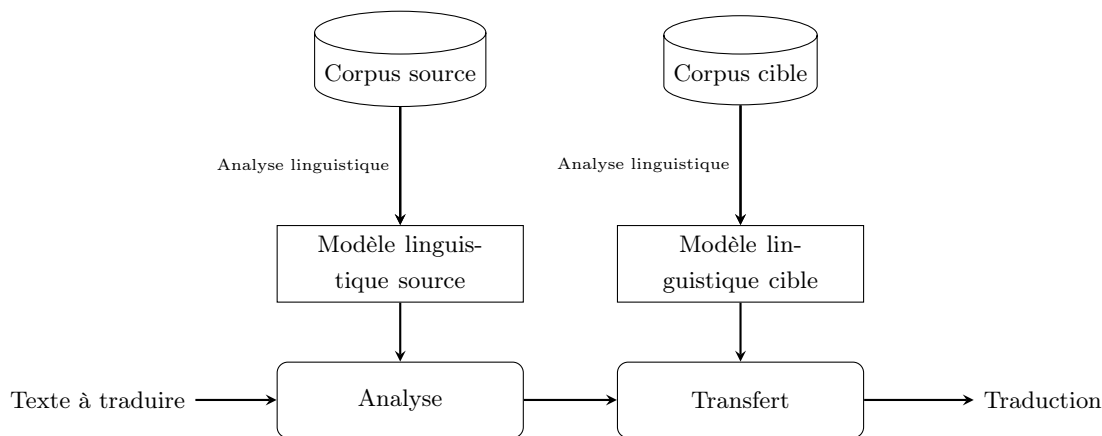 Corpus source
Corpus cible
Analyse linguistique
Analyse linguistique
Modèle linguis-
tique source
Modèle lin-
guistique cible
Texte à traduire
Analyse
Transfert
Traduction